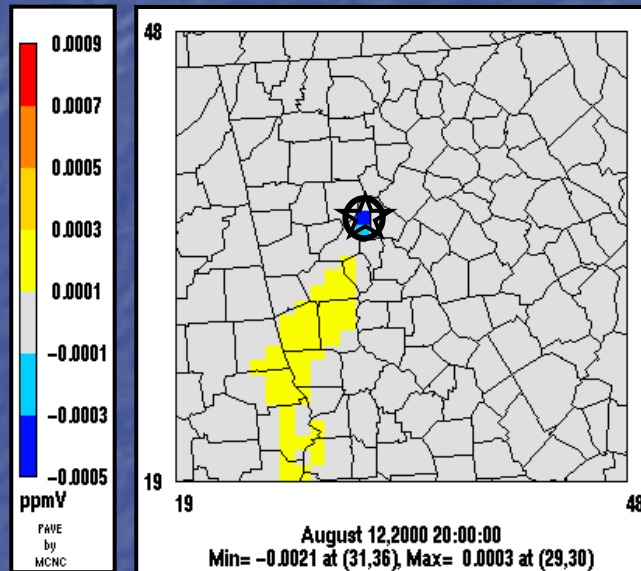 0.0009
0.0007
0.0005
0.0003
0.0001
-0.0001
-0.0003
-0.0005
ppmV
PAVE
by
MCNC
48
19
19
48
August 12,2000 20:00:00
Min= -0.0021 at (31,36), Max= 0.0003 at (29,30)